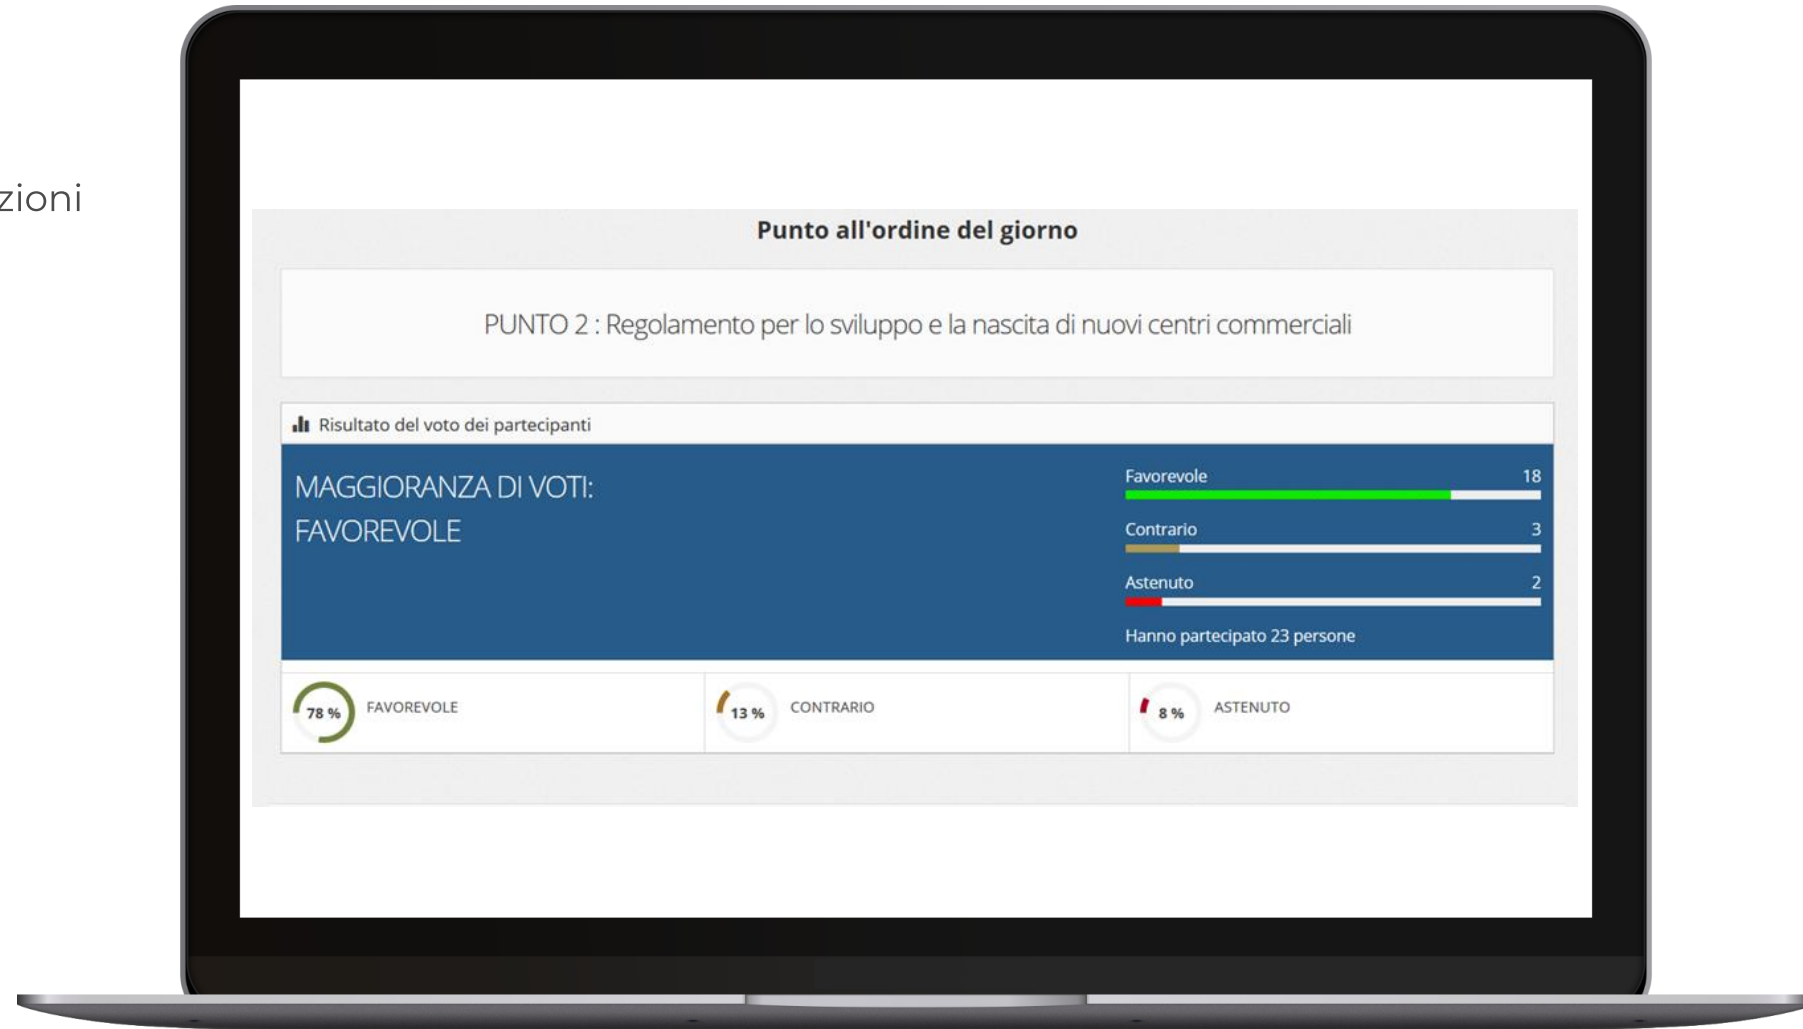 zioni
Punto all'ordine del giorno
PUNTO 2 : Regolamento per lo sviluppo e la nascita di nuovi centri commerciali
Risultato del voto dei partecipanti
MAGGIORANZA DI VOTI:
FAVOREVOLE
Favorevole 18
Contrario 3
Astenuto 2
Hanno partecipato 23 persone
78 % FAVOREVOLE
13 % CONTRARIO
8 % ASTENUTO